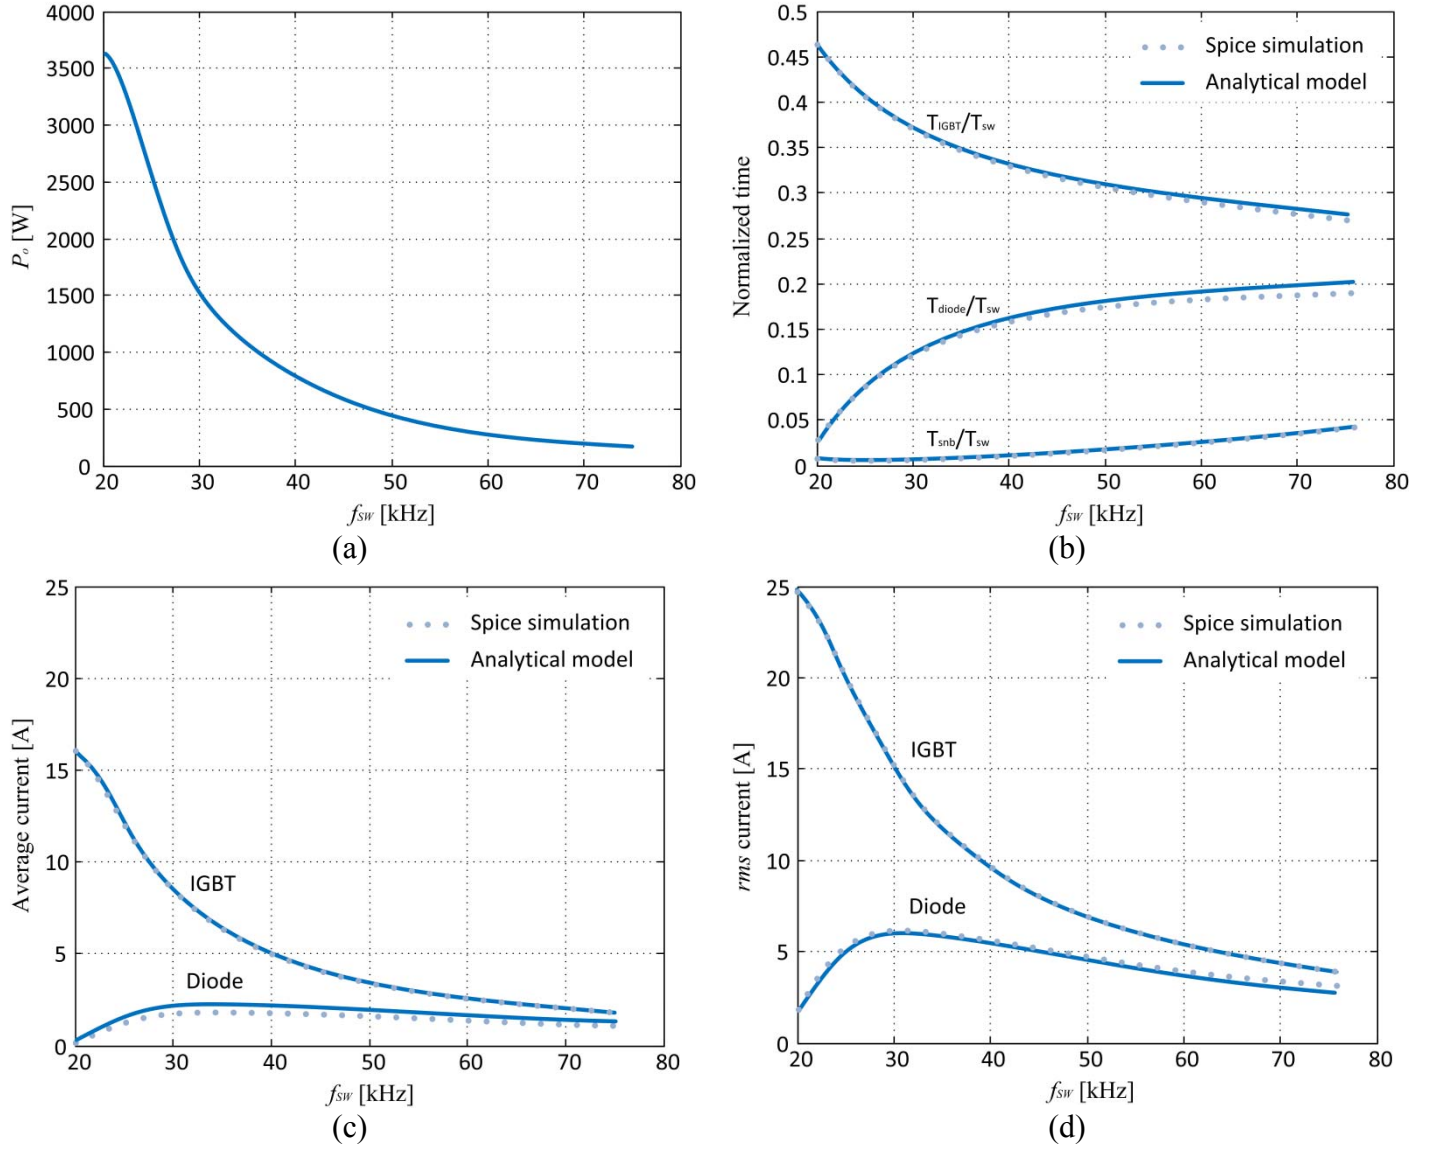 4000
3500
3000
2500
2000
1500
1000
500
0
20 30 40 50 60 70 80
Po [W]
fSW [kHz]
(a)
0.5
0.45
0.4
0.35
0.3
0.25
0.2
0.15
0.1
0.05
0
20 30 40 50 60 70 80
Normalized time
Spice simulation
Analytical model
TIGBT/Tsw
Tdiode/Tsw
Tsnb/Tsw
fSW [kHz]
(b)
25
20
15
10
5
0
20 30 40 50 60 70 80
Average current [A]
Spice simulation
Analytical model
IGBT
Diode
fSW [kHz]
(c)
25
20
15
10
5
0
20 30 40 50 60 70 80
rms current [A]
Spice simulation
Analytical model
IGBT
Diode
fSW [kHz]
(d)